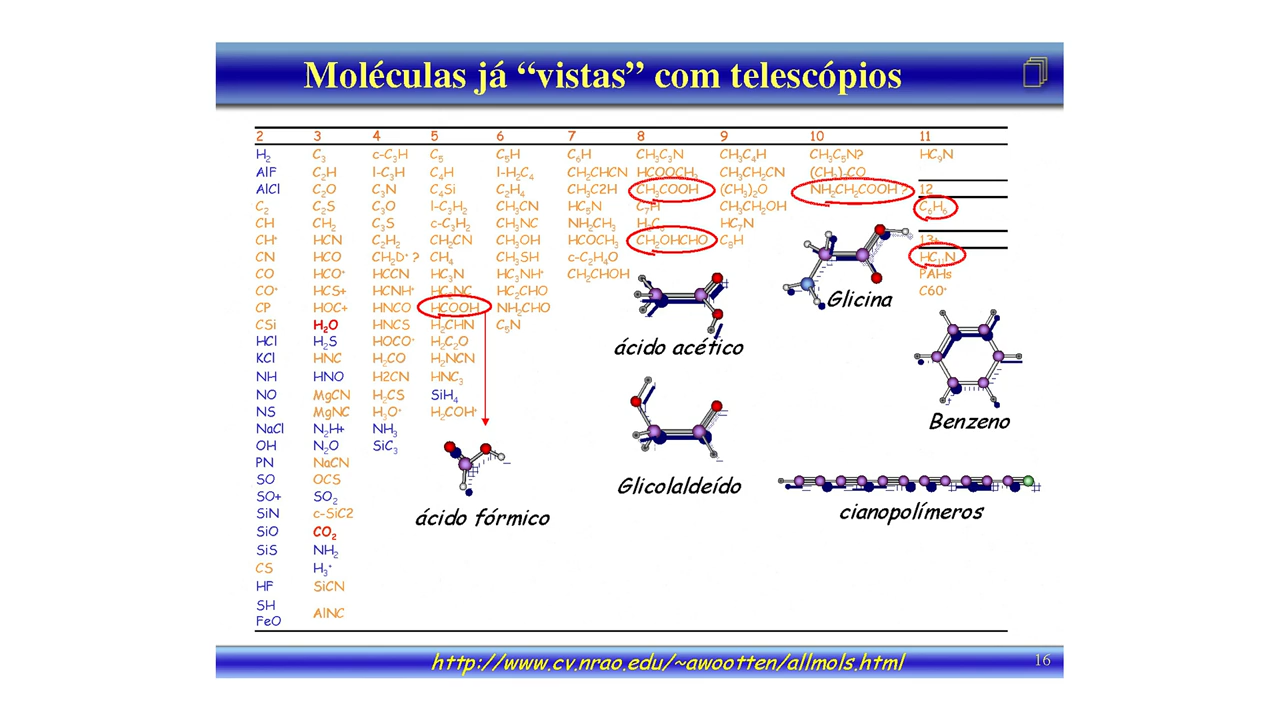 Moléculas já “vistas” com telescópios
2 3 4 5 6 7 8 9 10 11
H₂ C₃ c-C₃H C₅ C₅H C₆H CH₃C₃N CH₃C₄H CH₃C₅N? HC₉N
AlF C₂H l-C₃H C₄H l-H₂C₄ CH₂CHCN HCOOCH₃ CH₃CH₂CN (CH₃)₂CO
AlCl C₂O C₃N C₄Si C₂H₄ CH₃C2H CH₃COOH (CH₃)₂O NH₂CH₂COOH ? 12
C₂ C₂S C₃O l-C₃H₂ CH₃CN HC₅N C₇H CH₃CH₂OH C₆H₆
CH CH₂ C₃S c-C₃H₂ CH₃NC NH₂CH₃ H₂C₆ HC₇N
CH⁺ HCN C₂H₂ CH₂CN CH₃OH HCOCH₃ CH₂OHCHO C₈H 13+
CN HCO CH₂D⁺ ? CH₄ CH₃SH c-C₂H₄O HC₁₁N
CO HCO⁺ HCCN HC₃N HC₃NH⁺ CH₂CHOH PAHs
CO⁺ HCS+ HCNH⁺ HC₂NC HC₂CHO C60⁺
CP HOC+ HNCO HCOOH NH₂CHO
CSi H₂O HNCS H₂CHN C₅N
HCl H₂S HOCO⁺ H₂C₂O
KCl HNC H₂CO H₂NCN
NH HNO H2CN HNC₃
NO MgCN H₂CS SiH₄
NS MgNC H₃O⁺ H₂COH⁺
NaCl N₂H+ NH₃
OH N₂O SiC₃
PN NaCN
SO OCS
SO+ SO₂
SiN c-SiC2
SiO CO₂
SiS NH₂
CS H₃⁺
HF SiCN
SH
AlNC
FeO
Glicina
ácido acético
Benzeno
Glicolaldeído
cianopolímeros
ácido fórmico
http://www.cv.nrao.edu/~awootten/allmols.html
16